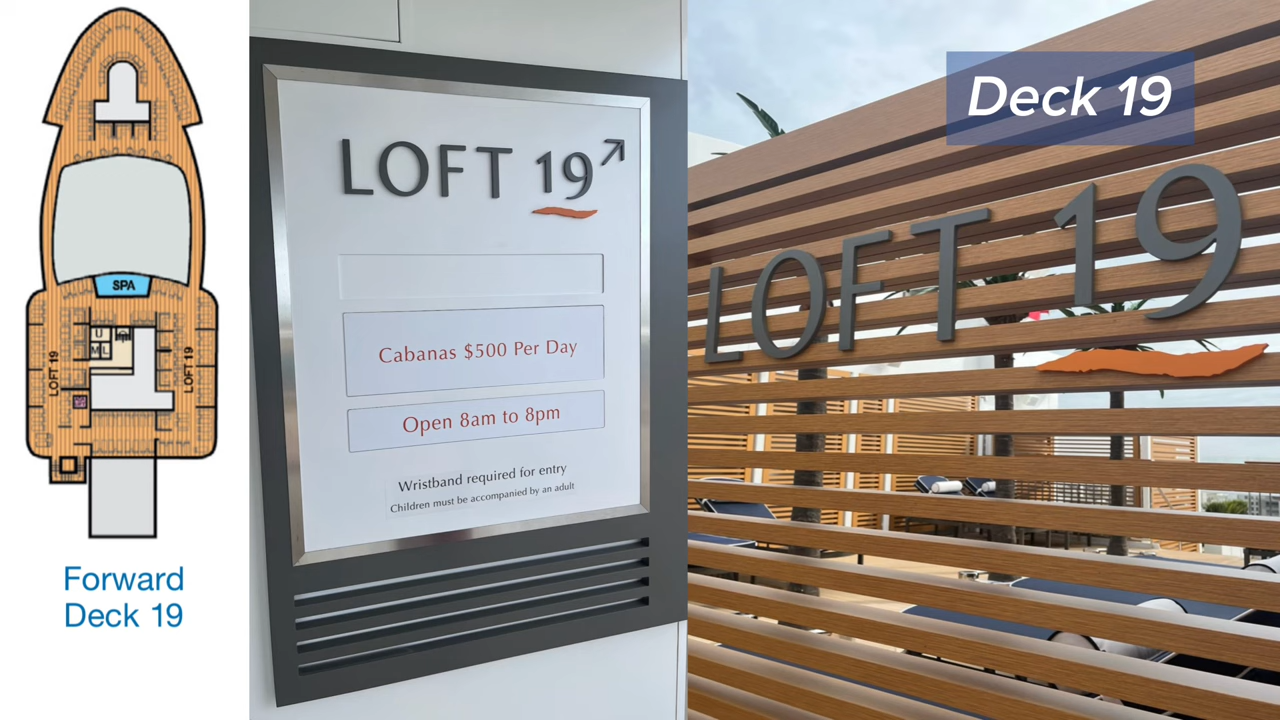 SPA
LOFT 19
LOFT 19
Forward
Deck 19
LOFT 19
Cabanas $500 Per Day
Open 8am to 8pm
Wristband required for entry
Children must be accompanied by an adult
Deck 19
LOFT 19